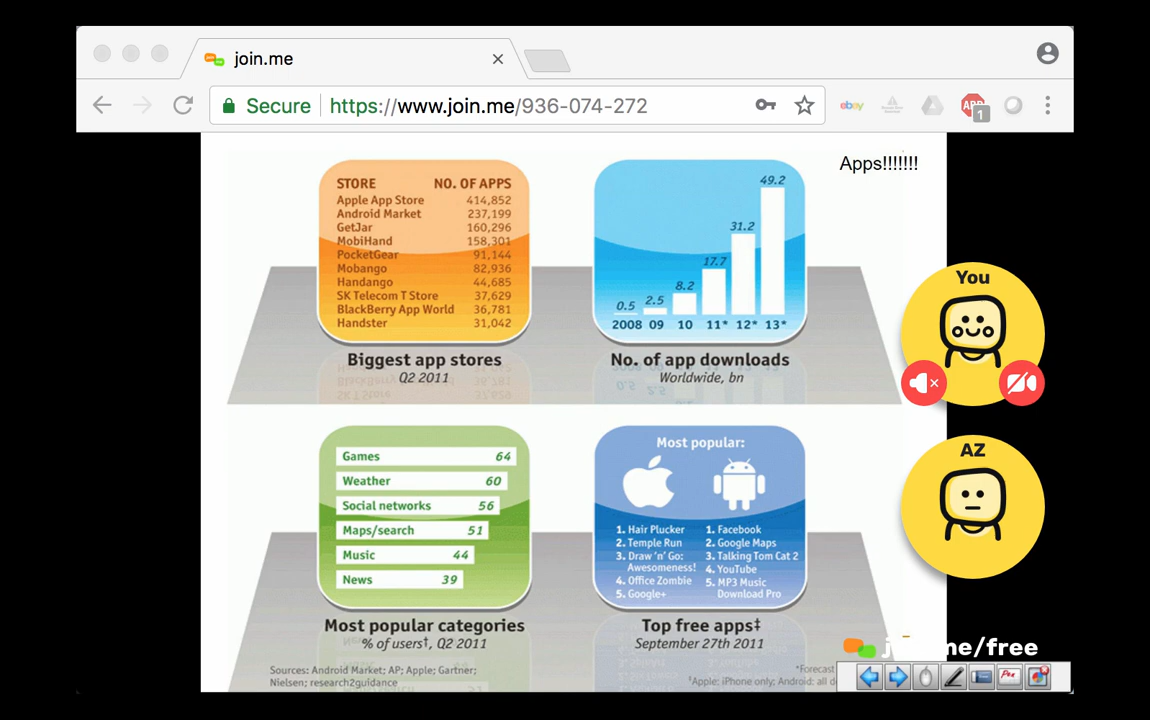 join.me
Secure https://www.join.me/936-074-272
ebay
ABP
1
Apps!!!!!!!
STORE NO. OF APPS
Apple App Store 414,852
Android Market 237,199
GetJar 160,296
MobiHand 158,301
PocketGear 91,144
Mobango 82,936
Handango 44,685
SK Telecom T Store 37,629
BlackBerry App World 36,781
Handster 31,042
Biggest app stores
Q2 2011
49.2
31.2
17.7
8.2
2.5
0.5
2008 09 10 11* 12* 13*
No. of app downloads
Worldwide, bn
You
AZ
Games 64
Weather 60
Social networks 56
Maps/search 51
Music 44
News 39
Most popular categories
% of users†, Q2 2011
Most popular:
1. Hair Plucker
2. Temple Run
3. Draw 'n' Go:
Awesomeness!
4. Office Zombie
5. Google+
1. Facebook
2. Google Maps
3. Talking Tom Cat 2
4. YouTube
5. MP3 Music
Download Pro
Top free apps‡
September 27th 2011
Sources: Android Market; AP; Apple; Gartner;
Nielsen; research2guidance
*Forecast
‡Apple: iPhone only; Android: all
join.me/free
Pen